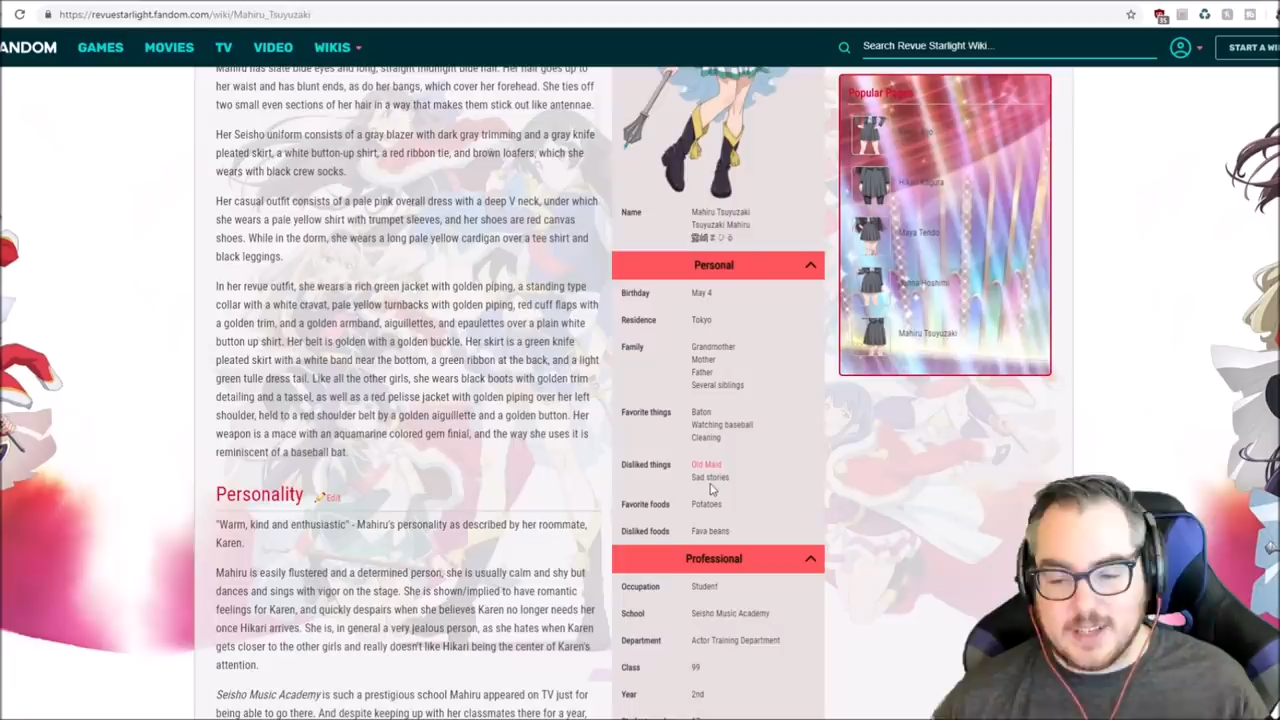 https://revuestarlight.fandom.com/wiki/Mahiru_Tsuyuzaki
35
ANDOM
GAMES
MOVIES
TV
VIDEO
WIKIS
Search Revue Starlight Wiki...
START A WI
Mahiru has slate blue eyes and long, straight midnight blue hair. Her hair goes up to
her waist and has blunt ends, as do her bangs, which cover her forehead. She ties off
two small even sections of her hair in a way that makes them stick out like antennae.
Her Seisho uniform consists of a gray blazer with dark gray trimming and a gray knife
pleated skirt, a white button-up shirt, a red ribbon tie, and brown loafers, which she
wears with black crew socks.
Her casual outfit consists of a pale pink overall dress with a deep V neck, under which
she wears a pale yellow shirt with trumpet sleeves, and her shoes are red canvas
shoes. While in the dorm, she wears a long pale yellow cardigan over a tee shirt and
black leggings.
In her revue outfit, she wears a rich green jacket with golden piping, a standing type
collar with a white cravat, pale yellow turnbacks with golden piping, red cuff flaps with
a golden trim, and a golden armband, aiguillettes, and epaulettes over a plain white
button up shirt. Her belt is golden with a golden buckle. Her skirt is a green knife
pleated skirt with a white band near the bottom, a green ribbon at the back, and a light
green tulle dress tail. Like all the other girls, she wears black boots with golden trim
detailing and a tassel, as well as a red pelisse jacket with golden piping over her left
shoulder, held to a red shoulder belt by a golden aiguillette and a golden button. Her
weapon is a mace with an aquamarine colored gem finial, and the way she uses it is
reminiscent of a baseball bat.
Personality Edit
"Warm, kind and enthusiastic" - Mahiru's personality as described by her roommate,
Karen.
Mahiru is easily flustered and a determined person, she is usually calm and shy but
dances and sings with vigor on the stage. She is shown/implied to have romantic
feelings for Karen, and quickly despairs when she believes Karen no longer needs her
once Hikari arrives. She is, in general a very jealous person, as she hates when Karen
gets closer to the other girls and really doesn't like Hikari being the center of Karen's
attention.
Seisho Music Academy is such a prestigious school Mahiru appeared on TV just for
being able to go there. And despite keeping up with her classmates there for a year,
Name Mahiru Tsuyuzaki
Tsuyuzaki Mahiru
露崎まひる
Personal
Birthday May 4
Residence Tokyo
Family Grandmother
Mother
Father
Several siblings
Favorite things Baton
Watching baseball
Cleaning
Disliked things Old Maid
Sad stories
Favorite foods Potatoes
Disliked foods Fava beans
Professional
Occupation Student
School Seisho Music Academy
Department Actor Training Department
Class 99
Year 2nd
Popular Pages
Hikari Kagura
Maya Tendo
Hoshimi
Mahiru Tsuyuzaki